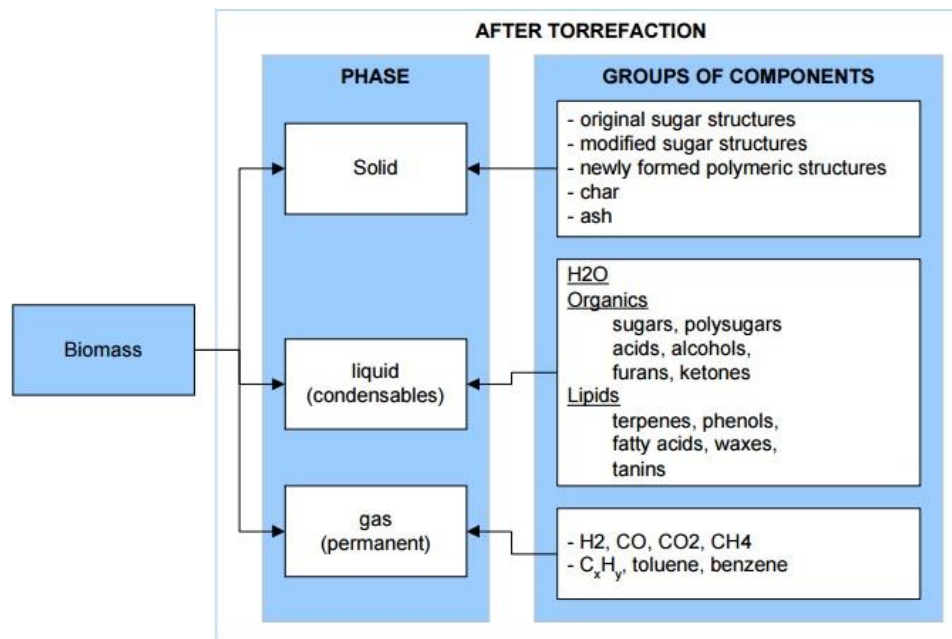 AFTER TORREFACTION
PHASE
GROUPS OF COMPONENTS
Solid
- original sugar structures
- modified sugar structures
- newly formed polymeric structures
- char
- ash
Biomass
liquid
(condensables)
H2O
Organics
sugars, polysugars
acids, alcohols,
furans, ketones
Lipids
terpenes, phenols,
fatty acids, waxes,
tanins
gas
(permanent)
- H2, CO, CO2, CH4
- CxHy, toluene, benzene